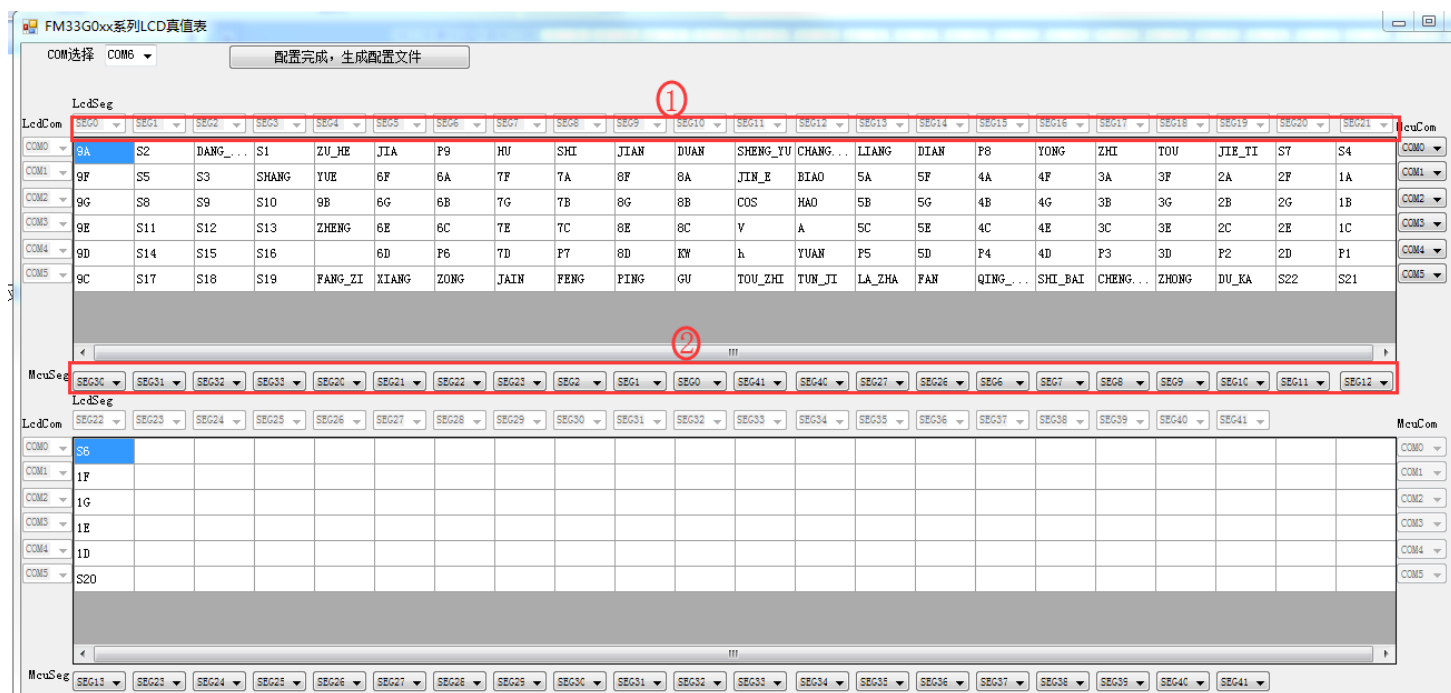 FM33G0xx系列LCD真值表
COM选择 COM6 配置完成，生成配置文件
①
LcdSeg
LcdCom SEG0 SEG1 SEG2 SEG3 SEG4 SEG5 SEG6 SEG7 SEG8 SEG9 SEG10 SEG11 SEG12 SEG13 SEG14 SEG15 SEG16 SEG17 SEG18 SEG19 SEG20 SEG21 McuCom
COM0 9A S2 DANG_... S1 ZU_HE JIA P9 HU SHI JIAN DUAN SHENG_YU CHANG... LIANG DIAN P8 YONG ZHI TOU JIE_TI S7 S4 COM0
COM1 9F S5 S3 SHANG YUE 6F 6A 7F 7A 8F 8A JIN_E BIAO 5A 5F 4A 4F 3A 3F 2A 2F 1A COM1
COM2 9G S8 S9 S10 9B 6G 6B 7G 7B 8G 8B COS HAO 5B 5G 4B 4G 3B 3G 2B 2G 1B COM2
COM3 9E S11 S12 S13 ZHENG 6E 6C 7E 7C 8E 8C V A 5C 5E 4C 4E 3C 3E 2C 2E 1C COM3
COM4 9D S14 S15 S16 6D P6 7D P7 8D KW h YUAN P5 5D P4 4D P3 3D P2 2D P1 COM4
COM5 9C S17 S18 S19 FANG_ZI XIANG ZONG JAIN FENG PING GU TOU_ZHI TUN_JI LA_ZHA FAN QING_... SHI_BAI CHENG... ZHONG DU_KA S22 S21 COM5
②
McuSeg SEG30 SEG31 SEG32 SEG33 SEG20 SEG21 SEG22 SEG23 SEG2 SEG1 SEG0 SEG41 SEG40 SEG27 SEG26 SEG6 SEG7 SEG8 SEG9 SEG10 SEG11 SEG12
LcdSeg
LcdCom SEG22 SEG23 SEG24 SEG25 SEG26 SEG27 SEG28 SEG29 SEG30 SEG31 SEG32 SEG33 SEG34 SEG35 SEG36 SEG37 SEG38 SEG39 SEG40 SEG41 McuCom
COM0 S6 COM0
COM1 1F COM1
COM2 1G COM2
COM3 1E COM3
COM4 1D COM4
COM5 S20 COM5
McuSeg SEG13 SEG23 SEG24 SEG25 SEG26 SEG27 SEG28 SEG29 SEG30 SEG31 SEG32 SEG33 SEG34 SEG35 SEG36 SEG37 SEG38 SEG39 SEG40 SEG41